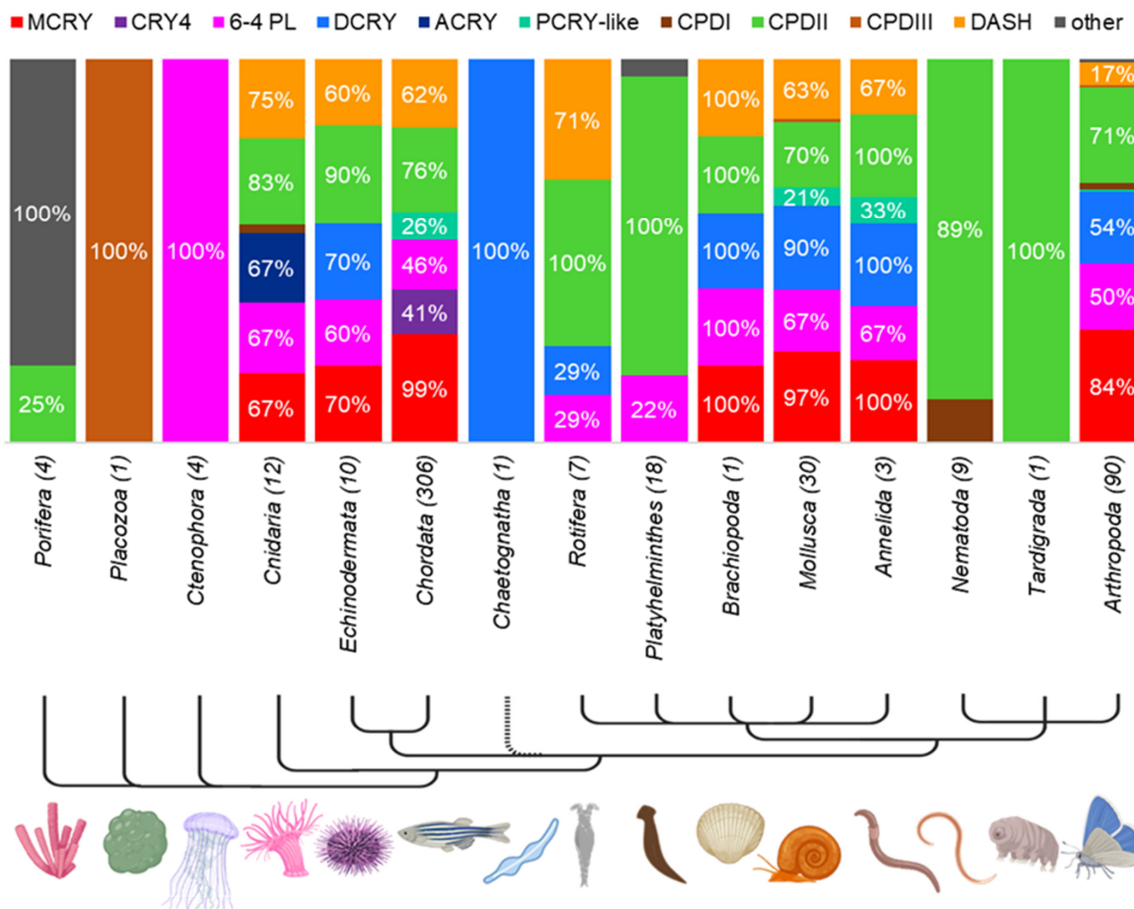 MCRY CRY4 6-4 PL DCRY ACRY PCRY-like CPDI CPDII CPDIII DASH other
100% 25%
100%
100%
75% 83% 67% 67% 67%
60% 90% 70% 60% 70%
62% 76% 26% 46% 41% 99%
100%
71% 100% 29% 29%
100% 22%
100% 100% 100% 100% 100%
63% 70% 21% 90% 67% 97%
67% 100% 33% 100% 67% 100%
89%
100%
17% 71% 54% 50% 84%
Porifera (4)
Placozoa (1)
Ctenophora (4)
Cnidaria (12)
Echinodermata (10)
Chordata (306)
Chaetognatha (1)
Rotifera (7)
Platyhelminthes (18)
Brachiopoda (1)
Mollusca (30)
Annelida (3)
Nematoda (9)
Tardigrada (1)
Arthropoda (90)